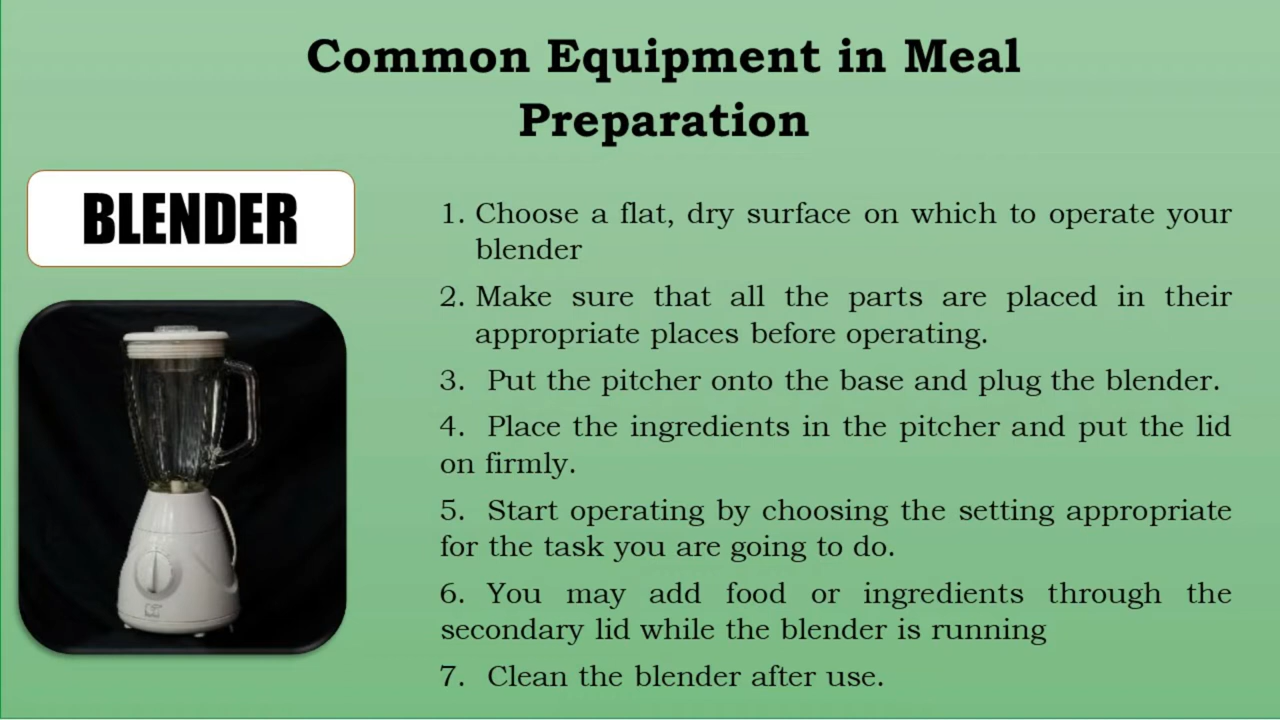 Common Equipment in Meal
Preparation
BLENDER
1. Choose a flat, dry surface on which to operate your
blender
2. Make sure that all the parts are placed in their
appropriate places before operating.
3. Put the pitcher onto the base and plug the blender.
4. Place the ingredients in the pitcher and put the lid
on firmly.
5. Start operating by choosing the setting appropriate
for the task you are going to do.
6. You may add food or ingredients through the
secondary lid while the blender is running
7. Clean the blender after use.